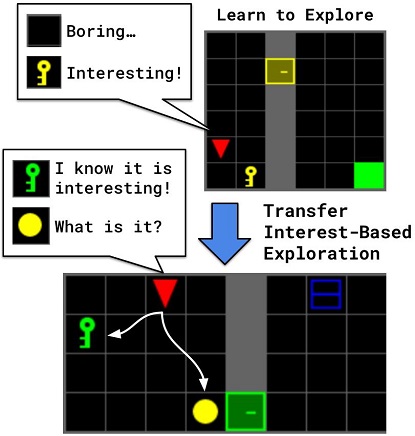 Learn to Explore
Boring…
Interesting!
I know it is
interesting!
What is it?
Transfer
Interest-Based
Exploration